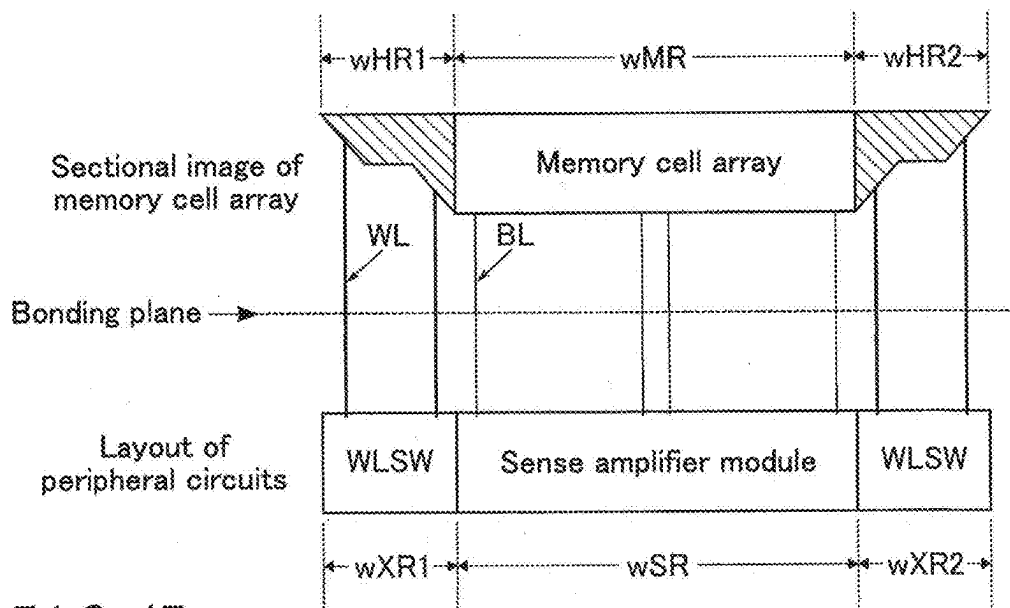 wHR1
wMR
wHR2
Sectional image of
memory cell array
Memory cell array
WL
BL
Bonding plane
Layout of
peripheral circuits
WLSW
Sense amplifier module
WLSW
wXR1
wSR
wXR2